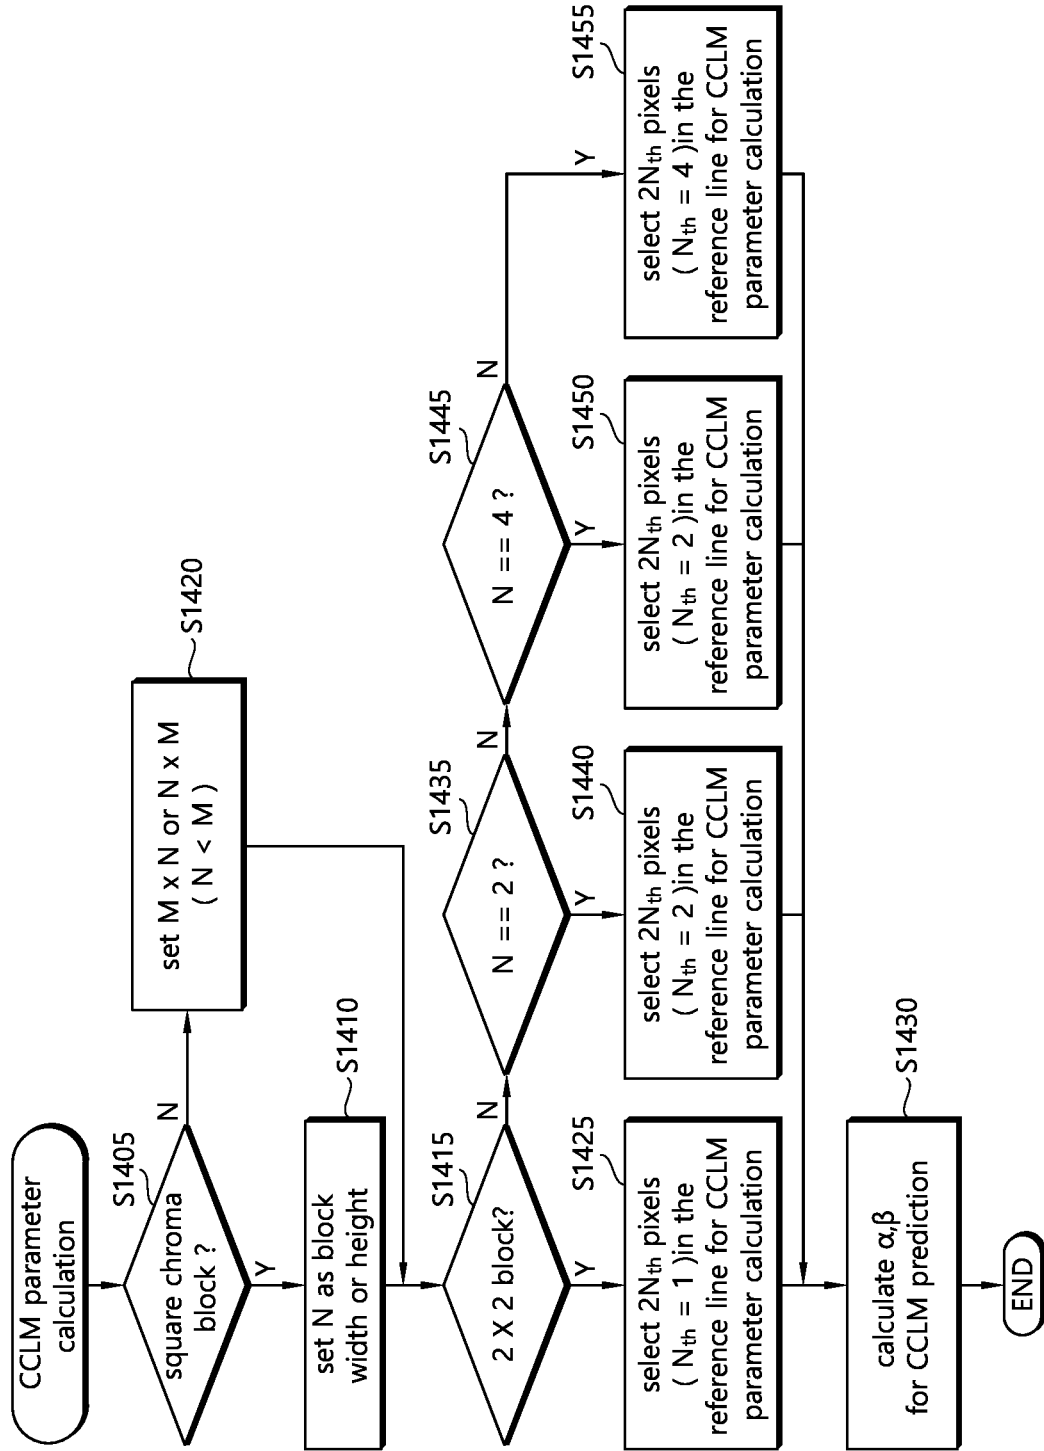 CCLM parameter
calculation
S1405
square chroma
block ?
N
Y
S1420
set M x N or N x M
( N < M )
S1410
set N as block
width or height
S1415
2 X 2 block?
N
Y
S1435
N == 2 ?
N
Y
S1445
N == 4 ?
N
Y
Y
S1425
select 2Nth pixels
( Nth = 1 )in the
reference line for CCLM
parameter calculation
S1440
select 2Nth pixels
( Nth = 2 )in the
reference line for CCLM
parameter calculation
S1450
select 2Nth pixels
( Nth = 2 )in the
reference line for CCLM
parameter calculation
S1455
select 2Nth pixels
( Nth = 4 )in the
reference line for CCLM
parameter calculation
S1430
calculate α,β
for CCLM prediction
END